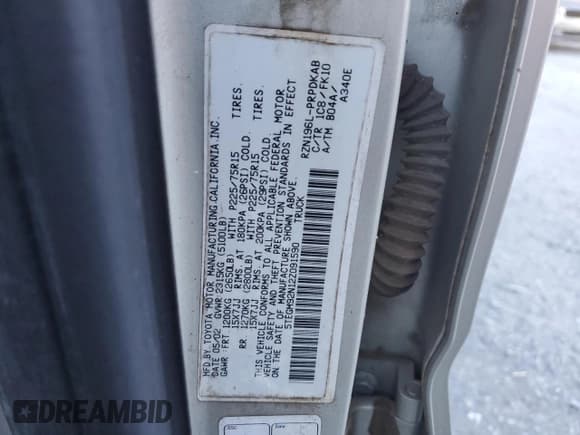 MFD.BY TOYOTA MOTOR MANUFACTURING CALIFORNIA,INC.
DATE 05/02 GVWR 2315KG (5100LB)
GAWR FRT 1200KG (2650LB) WITH P225/75R15 TIRES.
15X7JJ RIMS. AT 180KPA (26PSI) COLD.
RR 1270KG (2800LB) WITH P225/75R15 TIRES.
15X7JJ RIMS. AT 200KPA (29PSI) COLD.
THIS VEHICLE CONFORMS TO ALL APPLICABLE FEDERAL MOTOR
VEHICLE SAFETY AND THEFT PREVENTION STANDARDS IN EFFECT
ON THE DATE OF MANUFACTURE SHOWN ABOVE.
5TEGM92N12Z091590 TRUCK
RZN196L-PRPDKAB
C/TR 1C8/FK10
A/TM B04A/
A340E
DREAMBID